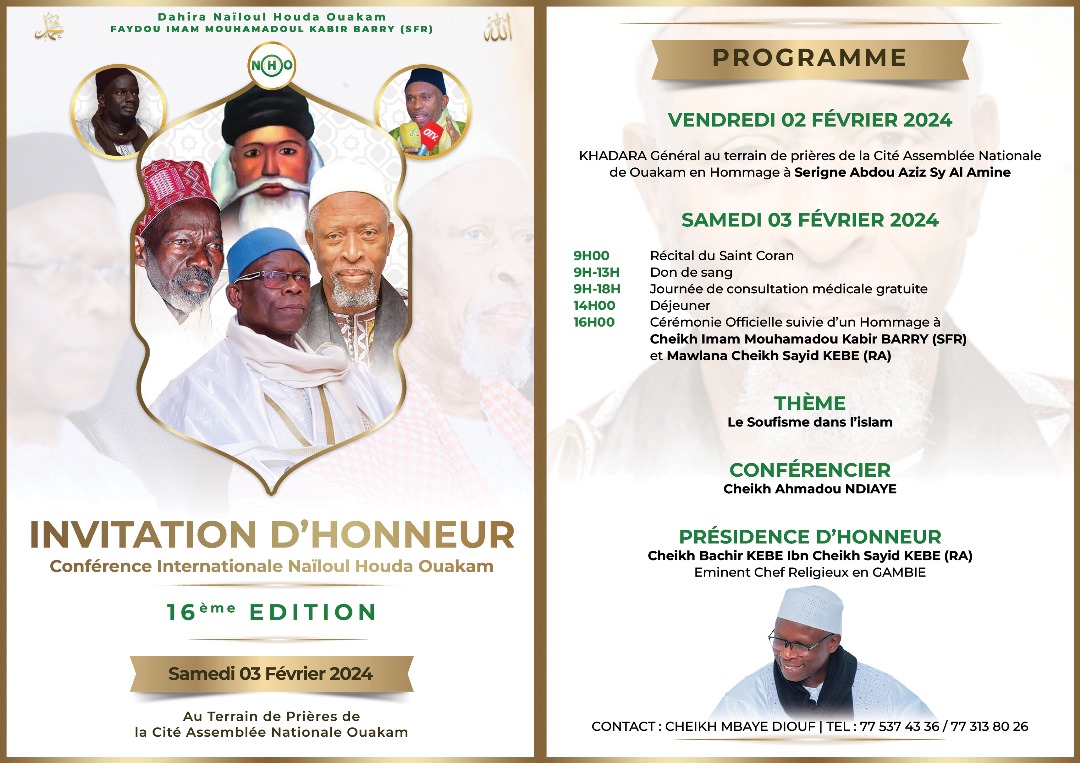 Dahira Naïloul Houda Ouakam
FAYDOU IMAM MOUHAMADOUL KABIR BARRY (SFR)
محمد
الله
NHO
GTV
INVITATION D'HONNEUR
Conférence Internationale Naïloul Houda Ouakam
16ème EDITION
Samedi 03 Février 2024
Au Terrain de Prières de
la Cité Assemblée Nationale Ouakam
PROGRAMME
VENDREDI 02 FÉVRIER 2024
KHADARA Général au terrain de prières de la Cité Assemblée Nationale
de Ouakam en Hommage à Serigne Abdou Aziz Sy Al Amine
SAMEDI 03 FÉVRIER 2024
9H00 Récital du Saint Coran
9H-13H Don de sang
9H-18H Journée de consultation médicale gratuite
14H00 Déjeuner
16H00 Cérémonie Officielle suivie d'un Hommage à
Cheikh Imam Mouhamadou Kabir BARRY (SFR)
et Mawlana Cheikh Sayid KEBE (RA)
THÈME
Le Soufisme dans l'islam
CONFÉRENCIER
Cheikh Ahmadou NDIAYE
PRÉSIDENCE D'HONNEUR
Cheikh Bachir KEBE Ibn Cheikh Sayid KEBE (RA)
Eminent Chef Religieux en GAMBIE
CONTACT : CHEIKH MBAYE DIOUF | TEL : 77 537 43 36 / 77 313 80 26